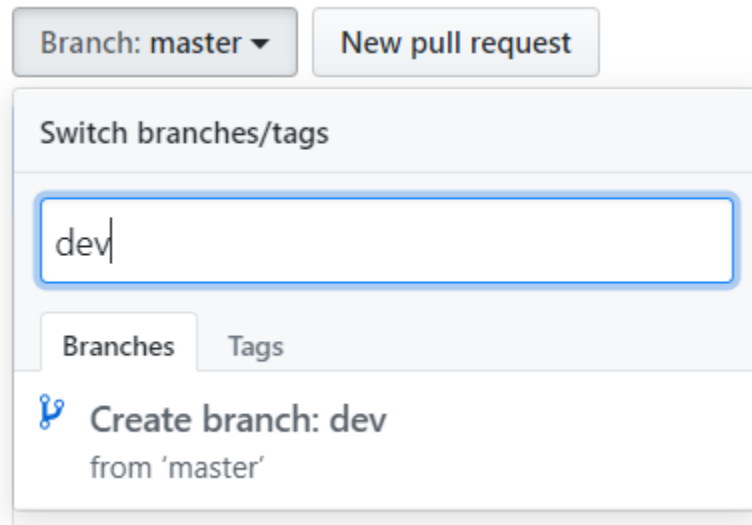 Branch: master New pull request
Switch branches/tags
dev
Branches Tags
Create branch: dev
from ‘master’